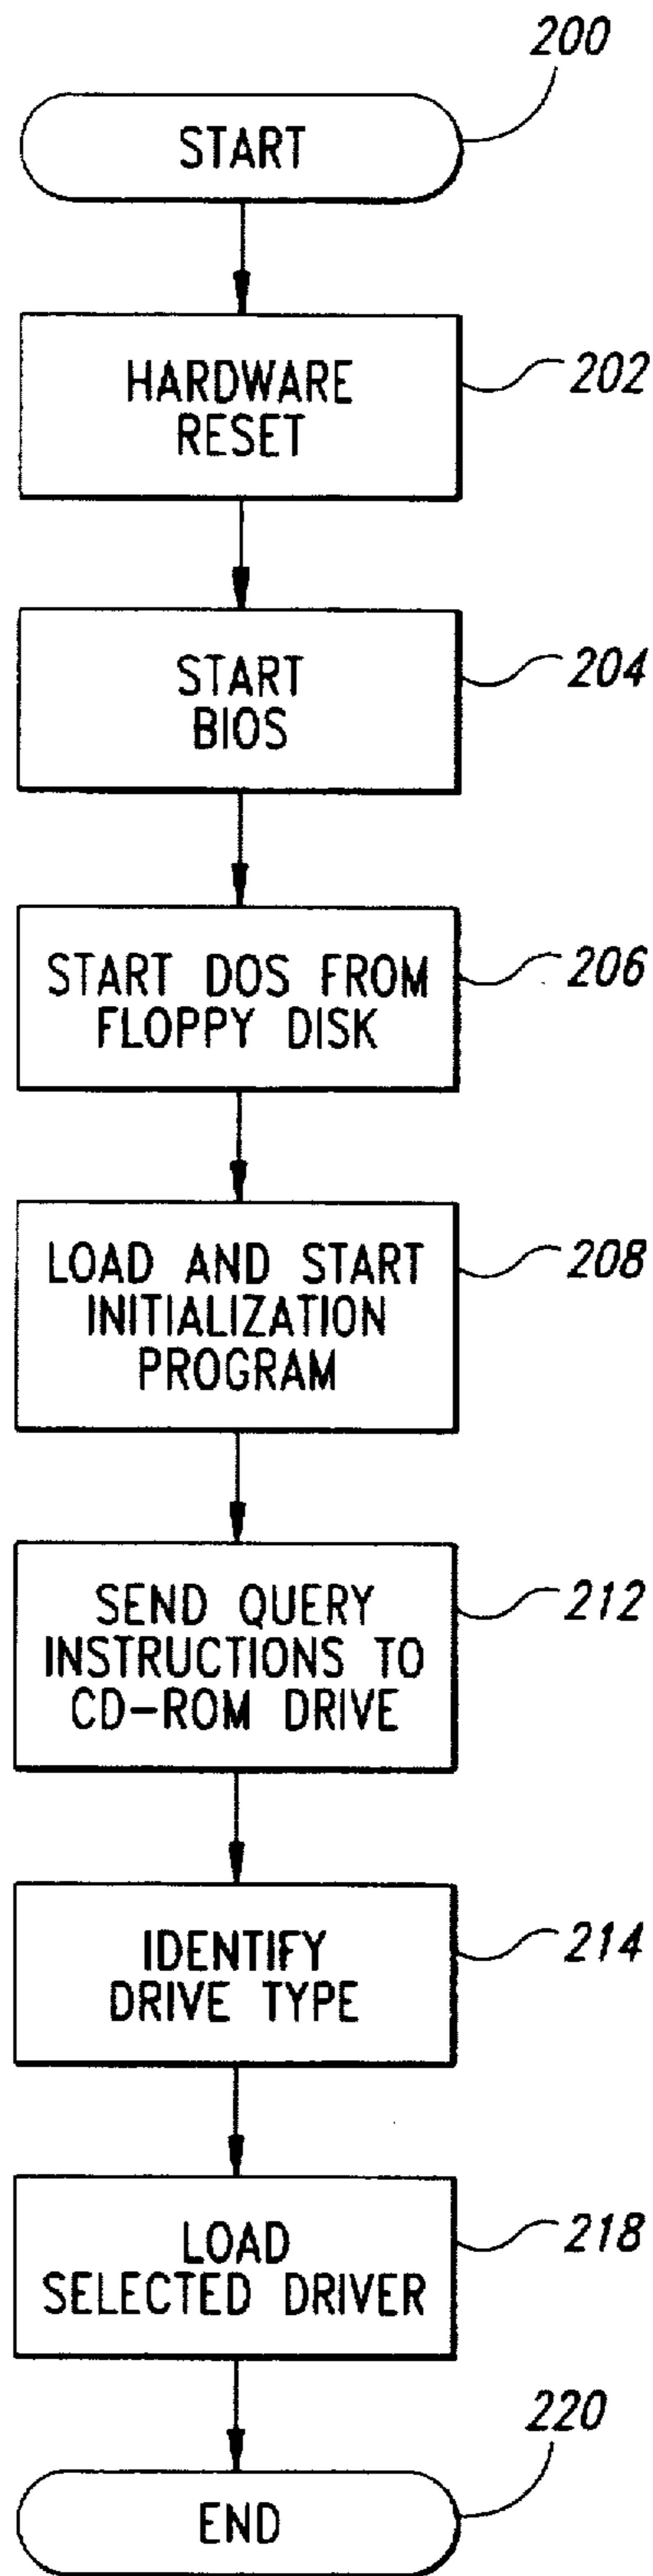 200
START
HARDWARE
RESET
202
START
BIOS
204
START DOS FROM
FLOPPY DISK
206
LOAD AND START
INITIALIZATION
PROGRAM
208
SEND QUERY
INSTRUCTIONS TO
CD-ROM DRIVE
212
IDENTIFY
DRIVE TYPE
214
LOAD
SELECTED DRIVER
218
220
END